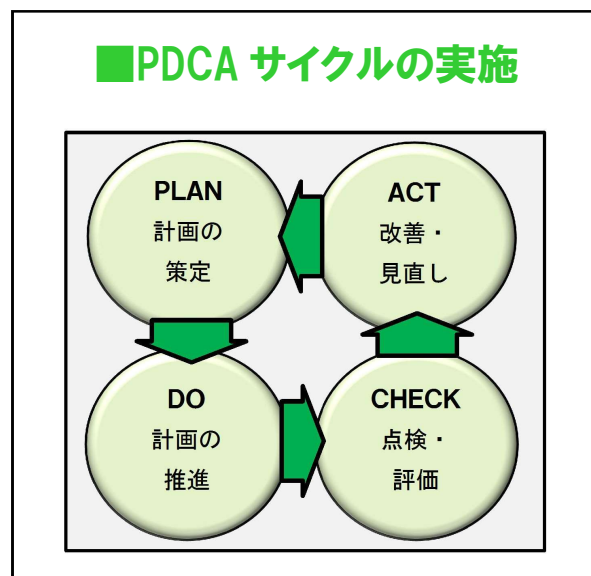 ■PDCA サイクルの実施
PLAN
計画の
策定
ACT
改善・
見直し
DO
計画の
推進
CHECK
点検・
評価